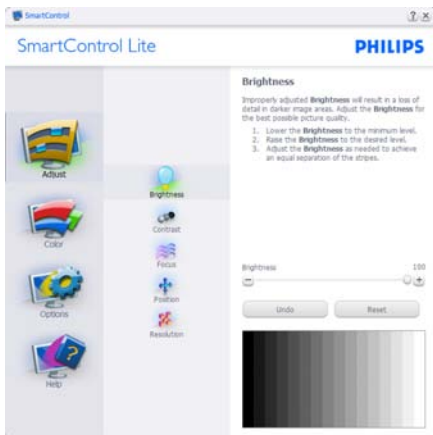 SmartControl
SmartControl Lite
PHILIPS
Adjust
Color
Options
Help
Brightness
Contrast
Focus
Position
Resolution
Brightness
Improperly adjusted Brightness will result in a loss of
detail in darker image areas. Adjust the Brightness for
the best possible picture quality.
1. Lower the Brightness to the minimum level.
2. Raise the Brightness to the desired level.
3. Adjust the Brightness as needed to achieve
an equal separation of the stripes.
Brightness 100
Undo Reset